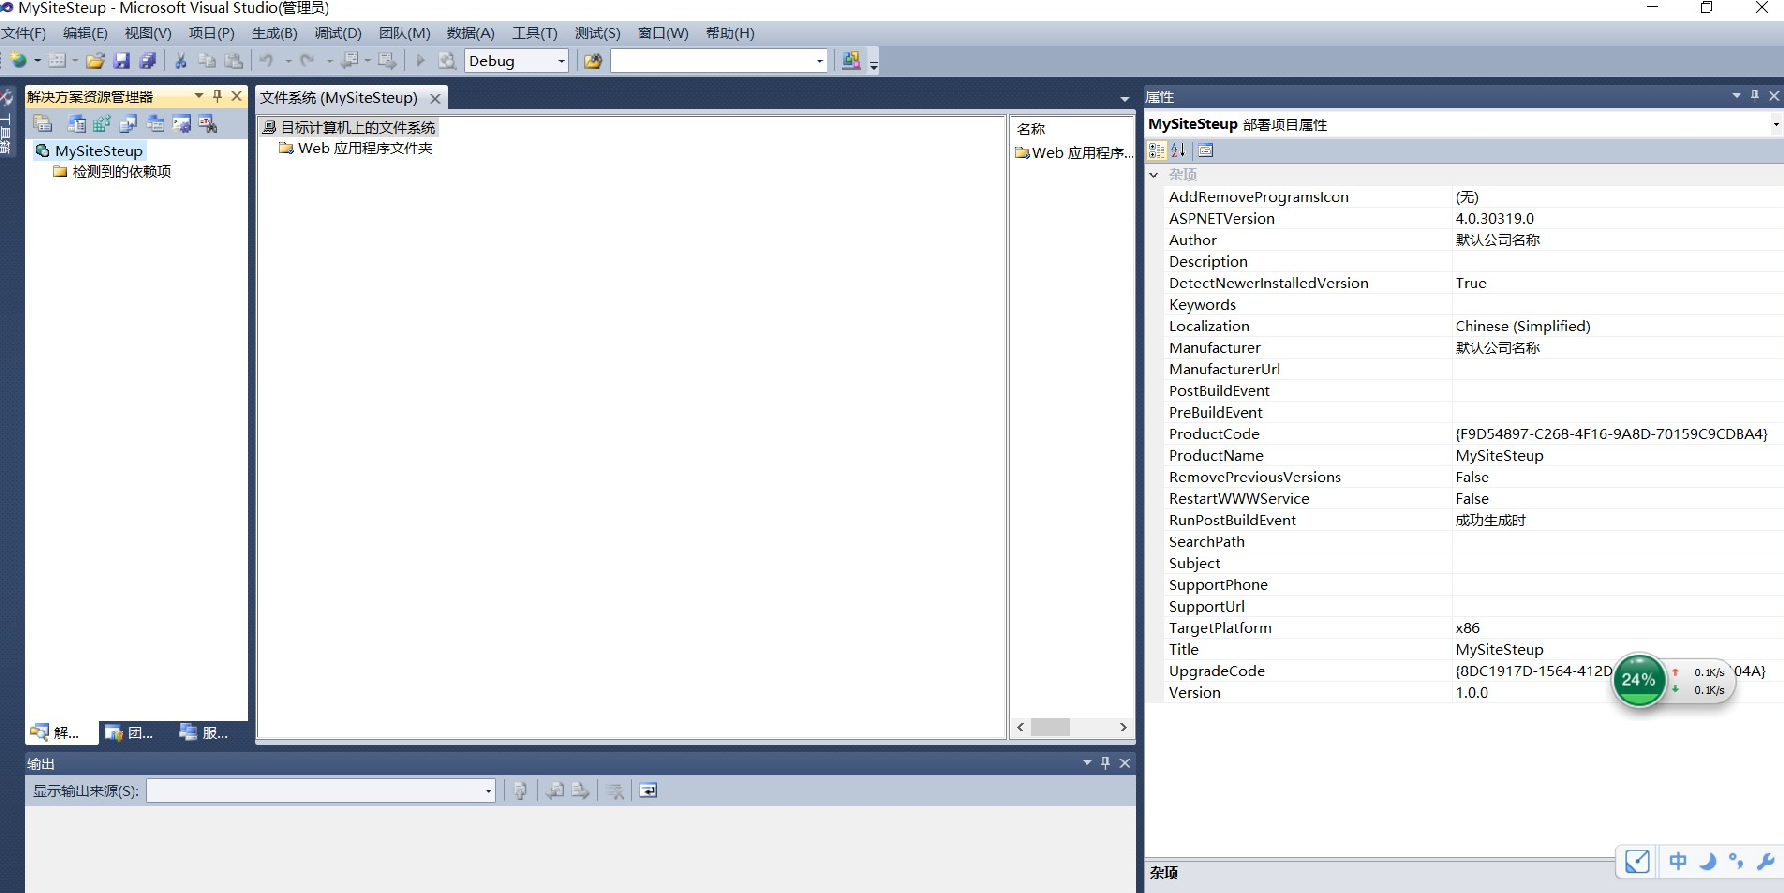 MySiteSteup - Microsoft Visual Studio(管理员)
文件(F) 编辑(E) 视图(V) 项目(P) 生成(B) 调试(D) 团队(M) 数据(A) 工具(T) 测试(S) 窗口(W) 帮助(H)
Debug
工具箱
解决方案资源管理器
MySiteSteup
检测到的依赖项
解... 团... 服...
文件系统 (MySiteSteup)
目标计算机上的文件系统
Web 应用程序文件夹
名称
Web 应用程序...
属性
MySiteSteup 部署项目属性
杂项
AddRemoveProgramsIcon (无)
ASPNETVersion 4.0.30319.0
Author 默认公司名称
Description
DetectNewerInstalledVersion True
Keywords
Localization Chinese (Simplified)
Manufacturer 默认公司名称
ManufacturerUrl
PostBuildEvent
PreBuildEvent
ProductCode {F9D54897-C268-4F16-9A8D-70159C9CDBA4}
ProductName MySiteSteup
RemovePreviousVersions False
RestartWWWService False
RunPostBuildEvent 成功生成时
SearchPath
Subject
SupportPhone
SupportUrl
TargetPlatform x86
Title MySiteSteup
UpgradeCode {8DC1917D-1564-412D 04A}
Version 1.0.0
24% 0.1K/s
0.1K/s
输出
显示输出来源(S):
杂项
中